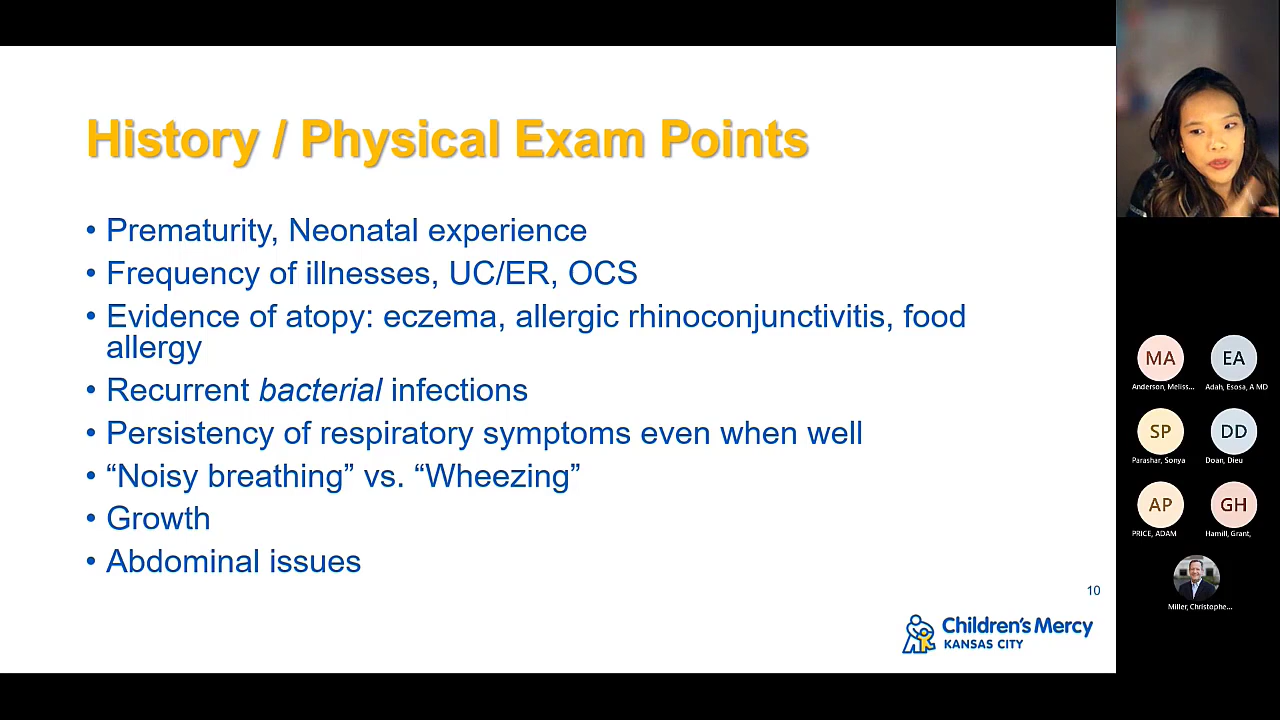 History / Physical Exam Points
• Prematurity, Neonatal experience
• Frequency of illnesses, UC/ER, OCS
• Evidence of atopy: eczema, allergic rhinoconjunctivitis, food
allergy
• Recurrent bacterial infections
• Persistency of respiratory symptoms even when well
• “Noisy breathing” vs. “Wheezing”
• Growth
• Abdominal issues
10
Children's Mercy
KANSAS CITY
MA
Anderson, Meliss...
EA
Adah, Esosa, A MD
SP
Parashar, Sonya
DD
Doan, Dieu
AP
PRICE, ADAM
GH
Hamill, Grant,
Miller, Christophe...